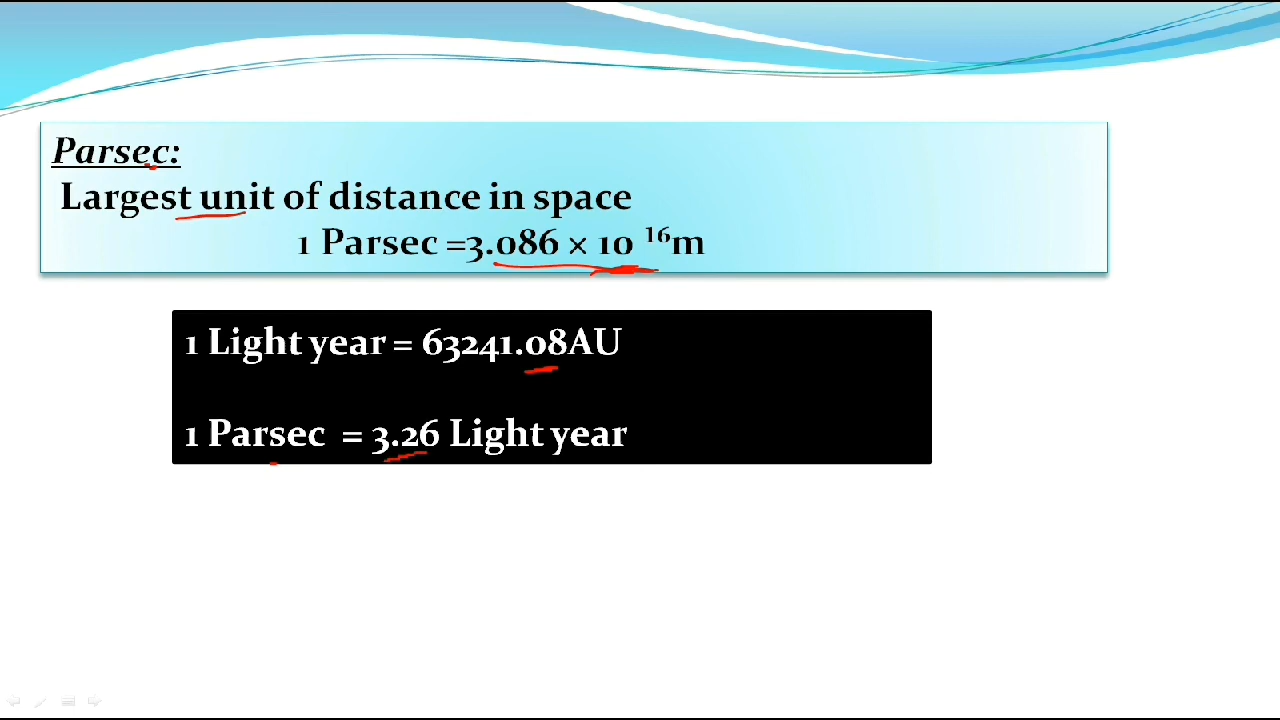 Parsec:
Largest unit of distance in space
1 Parsec =3.086 × 10 ¹⁶m
1 Light year = 63241.08AU
1 Parsec = 3.26 Light year